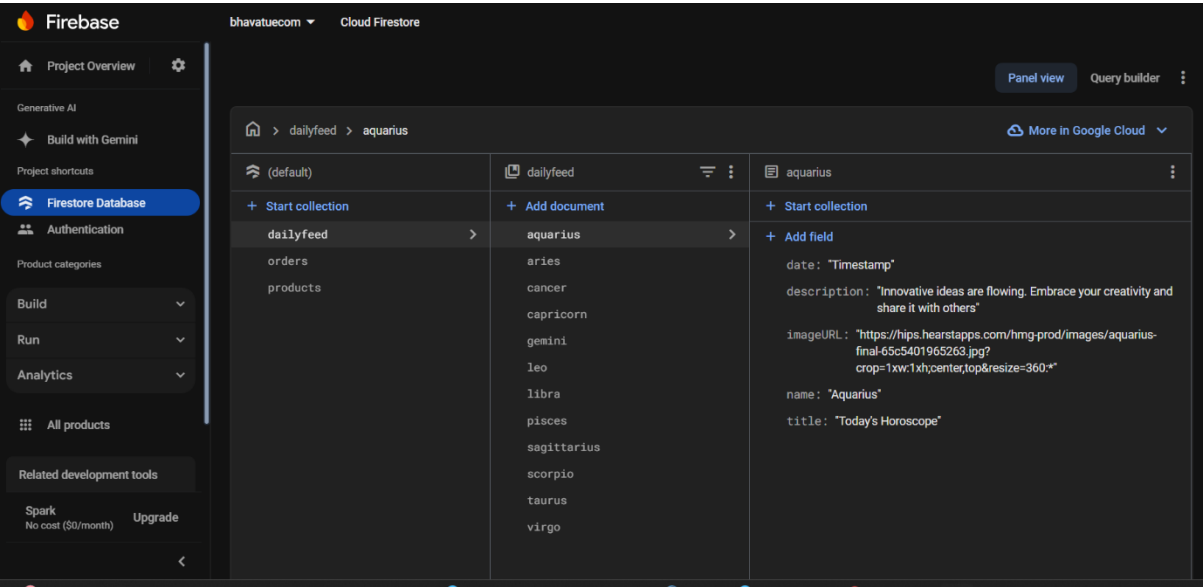 Firebase
bhavatuecom
Cloud Firestore
Project Overview
Panel view
Query builder
Generative AI
Build with Gemini
Project shortcuts
Firestore Database
Authentication
Product categories
Build
Run
Analytics
All products
Related development tools
Spark
No cost ($0/month)
Upgrade
> dailyfeed > aquarius
More in Google Cloud
(default)
+ Start collection
dailyfeed
orders
products
dailyfeed
+ Add document
aquarius
aries
cancer
capricorn
gemini
leo
libra
pisces
sagittarius
scorpio
taurus
virgo
aquarius
+ Start collection
+ Add field
date: "Timestamp"
description: "Innovative ideas are flowing. Embrace your creativity and
share it with others"
imageURL: "https://hips.hearstapps.com/hmg-prod/images/aquarius-
final-65c5401965263.jpg?
crop=1xw:1xh;center,top&resize=360:*"
name: "Aquarius"
title: "Today's Horoscope"